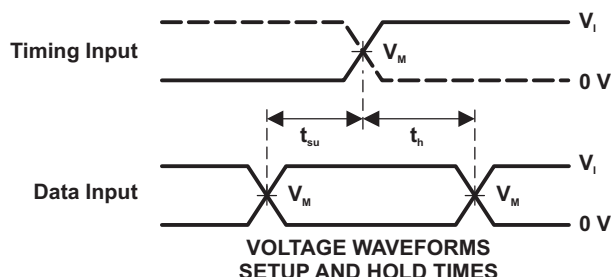 V_I
Timing Input
V_M
0 V
t_su
t_h
V_I
Data Input
V_M
V_M
0 V
VOLTAGE WAVEFORMS
SETUP AND HOLD TIMES